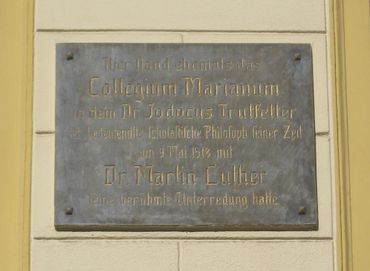 Hier stand ehemals das
Collegium Marianum
in dem Dr Jodocus Trutfetter
der bedeutendste scholastische Philosoph seiner Zeit
am 9. Mai 1518 mit
Dr. Martin Luther
seine berühmte Unterredung hatte